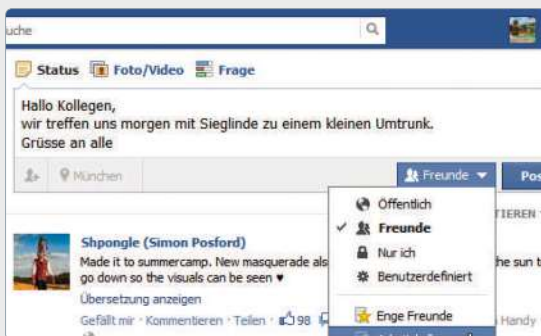 uche
Status Foto/Video Frage
Hallo Kollegen,
wir treffen uns morgen mit Sieglinde zu einem kleinen Umtrunk.
Grüsse an alle
München
Freunde
Pos
Öffentlich
TIEREN
Freunde
Nur ich
Benutzerdefiniert
Enge Freunde
Shpongle (Simon Posford)
Made it to summercamp. New masquerade als he sun t
go down so the visuals can be seen ♥
Übersetzung anzeigen
Gefällt mir · Kommentieren · Teilen · 98 Handy